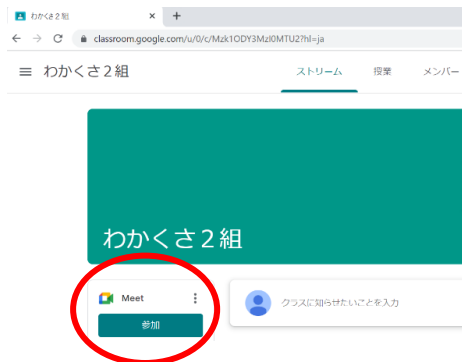 わかくさ2組
classroom.google.com/u/0/c/Mzk1ODY3MzI0MTU2?hl=ja
わかくさ２組
ストリーム 授業 メンバー
わかくさ２組
Meet
参加
クラスに知らせたいことを入力